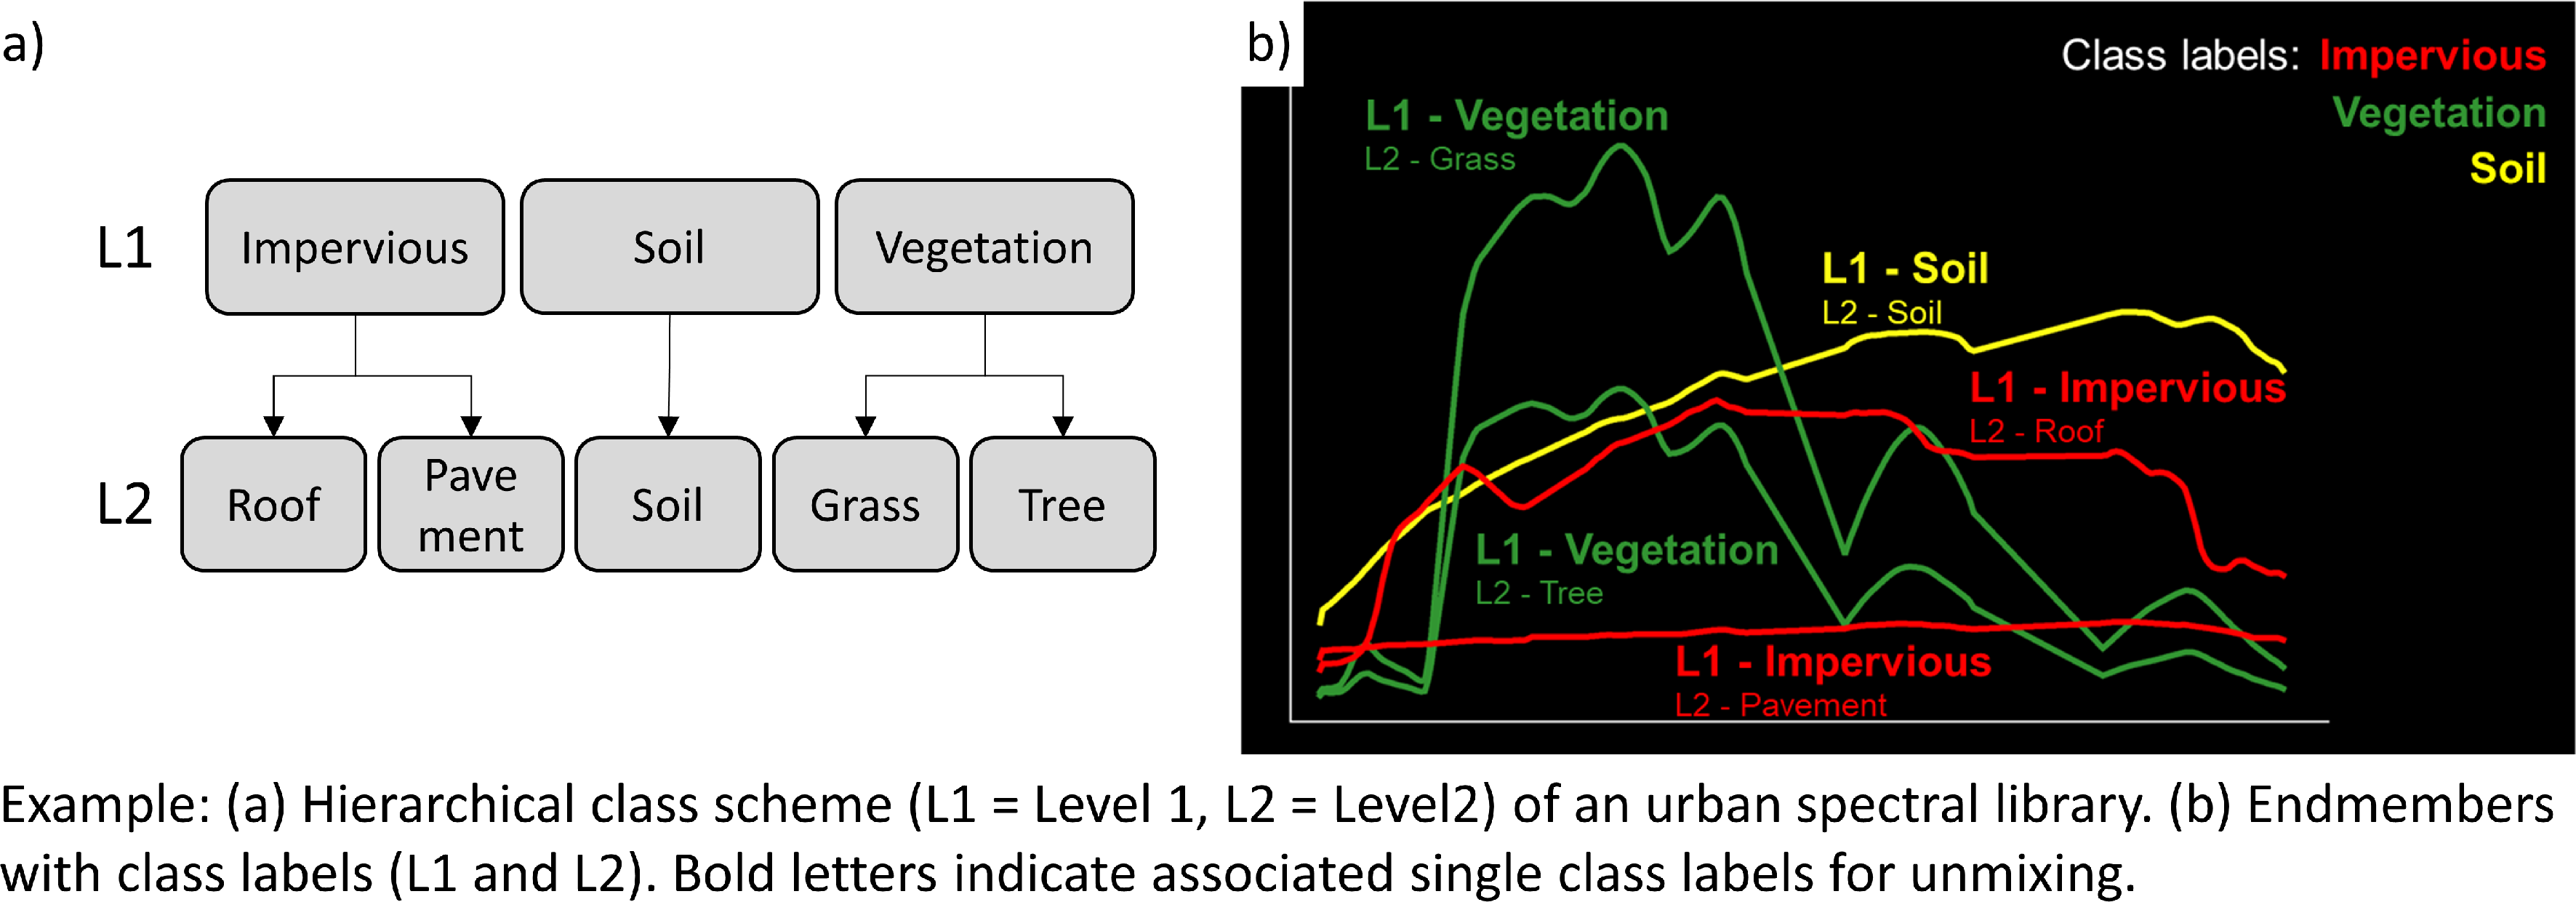 a)
L1
Impervious
Soil
Vegetation
L2
Roof
Pave
ment
Soil
Grass
Tree
b)
Class labels: Impervious
Vegetation
Soil
L1 - Vegetation
L2 - Grass
L1 - Soil
L2 - Soil
L1 - Impervious
L2 - Roof
L1 - Vegetation
L2 - Tree
L1 - Impervious
L2 - Pavement
Example: (a) Hierarchical class scheme (L1 = Level 1, L2 = Level2) of an urban spectral library. (b) Endmembers
with class labels (L1 and L2). Bold letters indicate associated single class labels for unmixing.